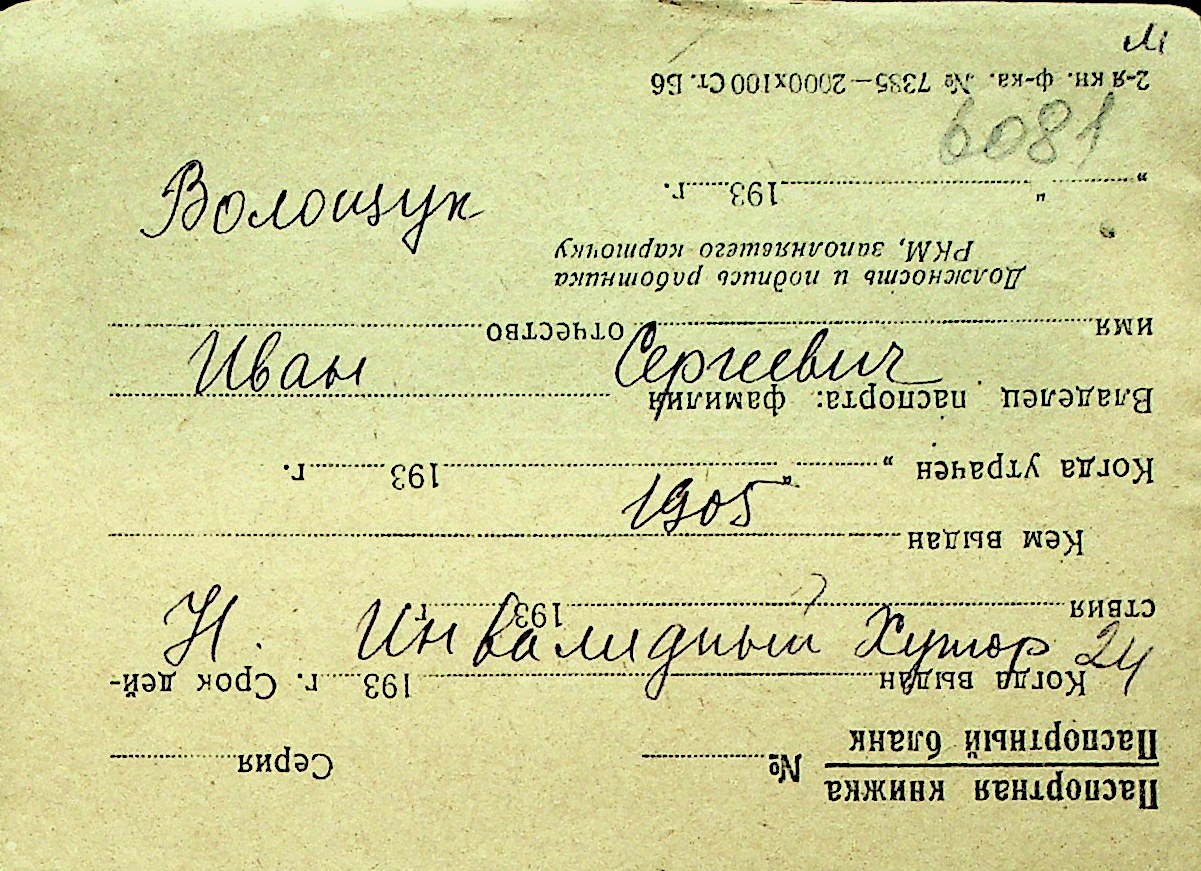 Волощук
Иван Сергеевич
1905
Н. Инвалидный Хутор 24
6081
Паспортная книжка
Паспортный бланк
№ Серия
Когда выдан 193 г. Срок дей-
ствия 193 г.
Кем выдан
Когда утрачен „ “ 193 г.
Владелец паспорта: фамилия
имя отчество
Должность и подпись работника
РКМ, заполнявшего карточку
„ “ 193 г.
2-я кн. ф-ка. № 7335—2000х100 Ст. Б6